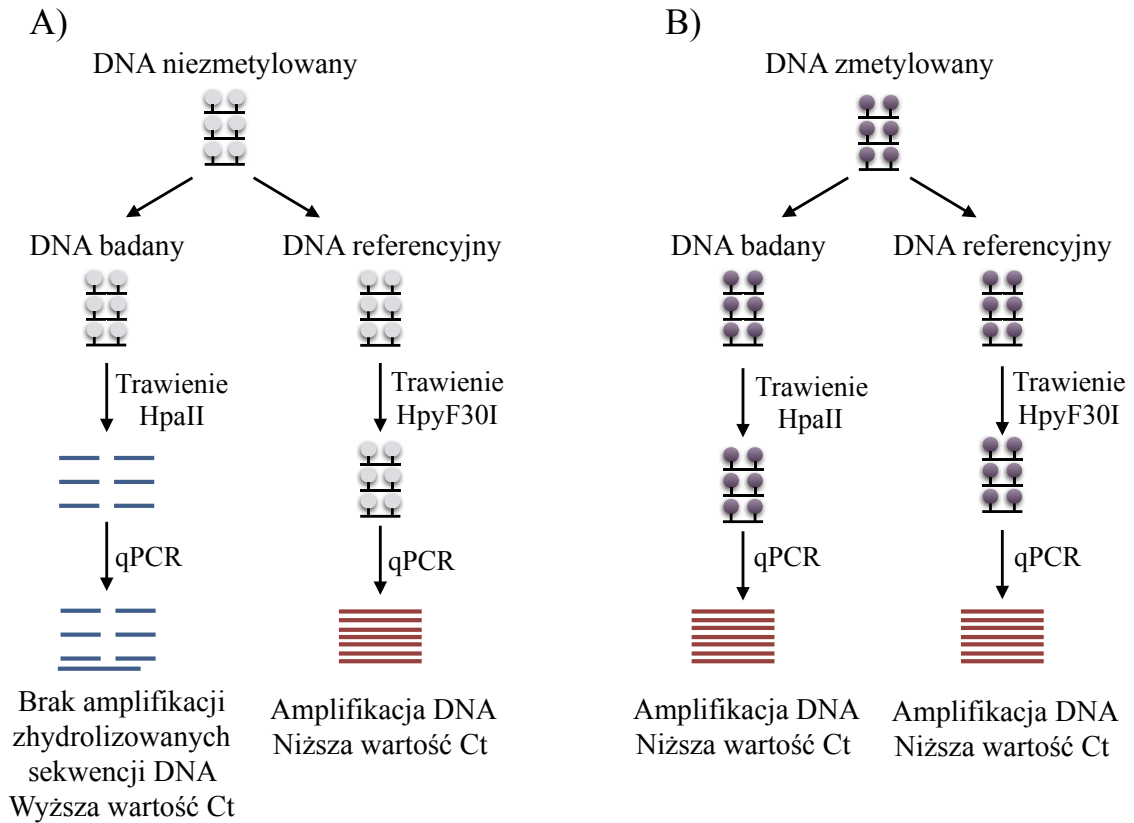 A)
DNA niezmetylowany
DNA badany
DNA referencyjny
Trawienie
HpaII
Trawienie
HpyF30I
qPCR
qPCR
Brak amplifikacji
zhydrolizowanych
sekwencji DNA
Wyższa wartość Ct
Amplifikacja DNA
Niższa wartość Ct
B)
DNA zmetylowany
DNA badany
DNA referencyjny
Trawienie
HpaII
Trawienie
HpyF30I
qPCR
qPCR
Amplifikacja DNA
Niższa wartość Ct
Amplifikacja DNA
Niższa wartość Ct